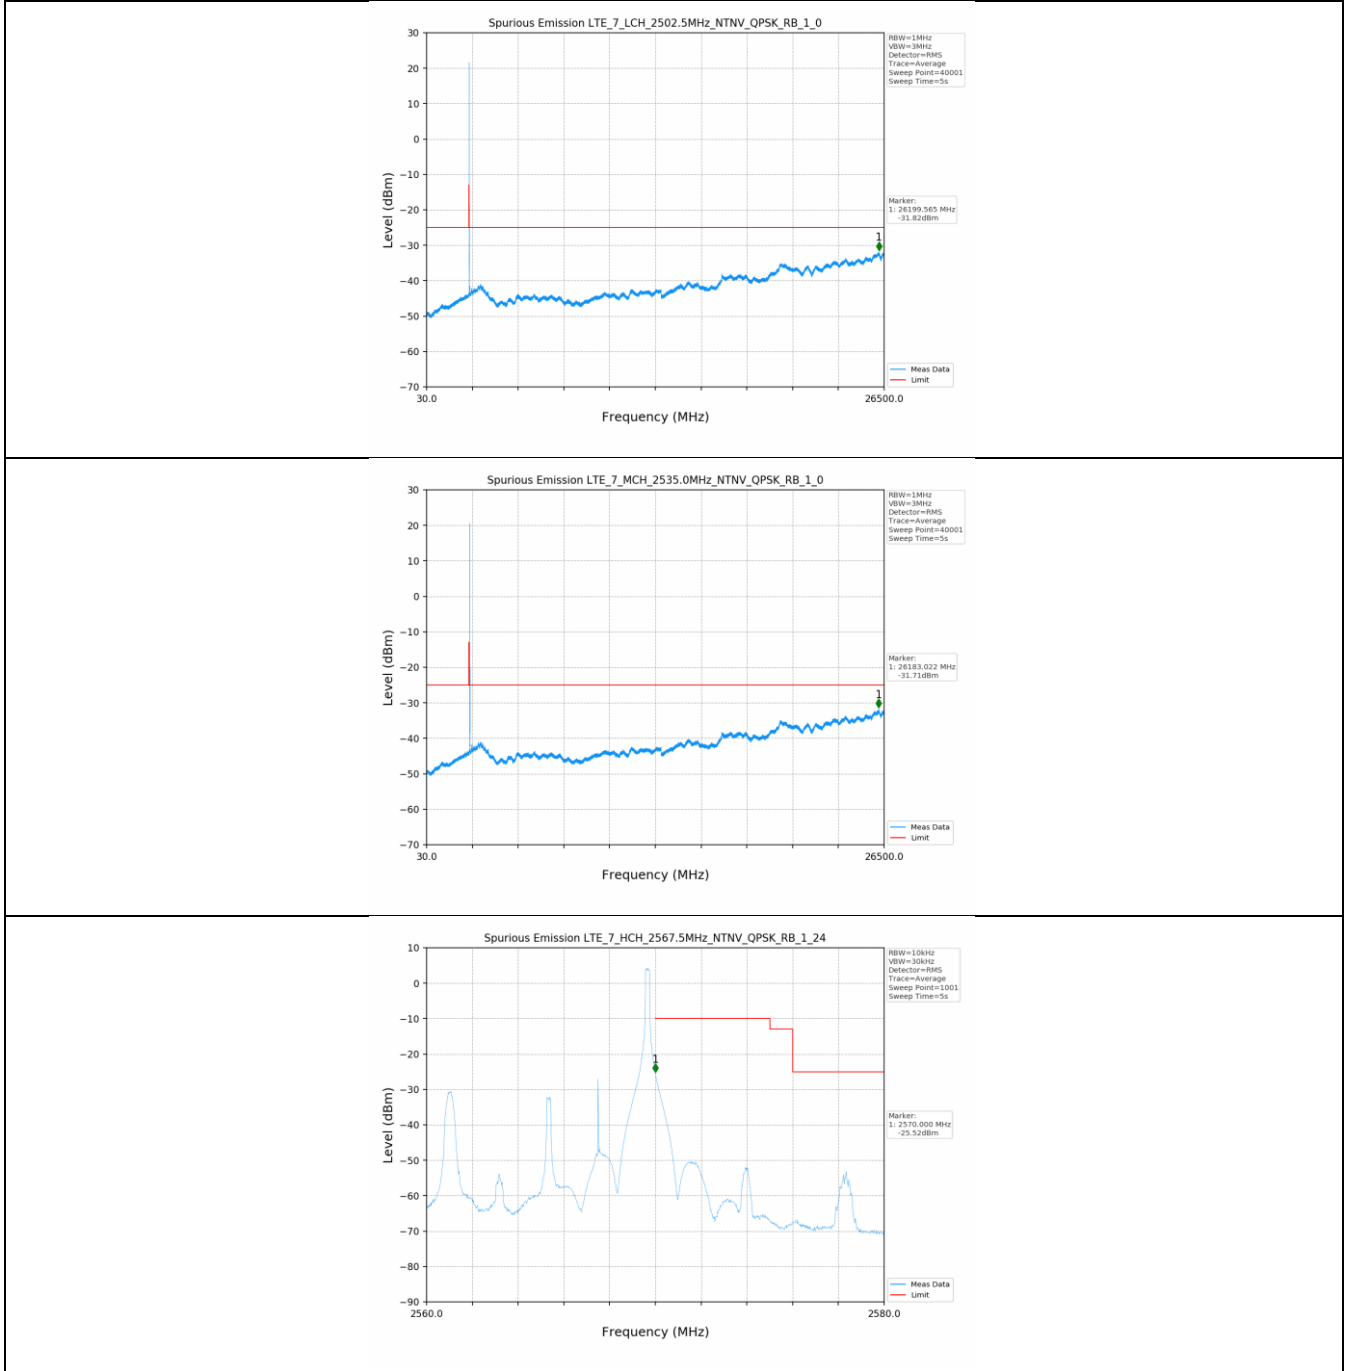 Spurious Emission LTE_7_LCH_2502.5MHz_NTNV_QPSK_RB_1_0
30
20
10
0
−10
−20
−30
−40
−50
−60
−70
Level (dBm)
30.0
26500.0
Frequency (MHz)
RBW=1MHz
VBW=3MHz
Detector=RMS
Trace=Average
Sweep Point=40001
Sweep Time=5s
Marker:
1: 26199.565 MHz
-31.82dBm
1
Meas Data
Limit
Spurious Emission LTE_7_MCH_2535.0MHz_NTNV_QPSK_RB_1_0
30
20
10
0
−10
−20
−30
−40
−50
−60
−70
Level (dBm)
30.0
26500.0
Frequency (MHz)
RBW=1MHz
VBW=3MHz
Detector=RMS
Trace=Average
Sweep Point=40001
Sweep Time=5s
Marker:
1: 26183.022 MHz
-31.71dBm
1
Meas Data
Limit
Spurious Emission LTE_7_HCH_2567.5MHz_NTNV_QPSK_RB_1_24
10
0
−10
−20
−30
−40
−50
−60
−70
−80
−90
Level (dBm)
2560.0
2580.0
Frequency (MHz)
RBW=10kHz
VBW=30kHz
Detector=RMS
Trace=Average
Sweep Point=1001
Sweep Time=5s
1
Marker:
1: 2570.000 MHz
-25.52dBm
Meas Data
Limit